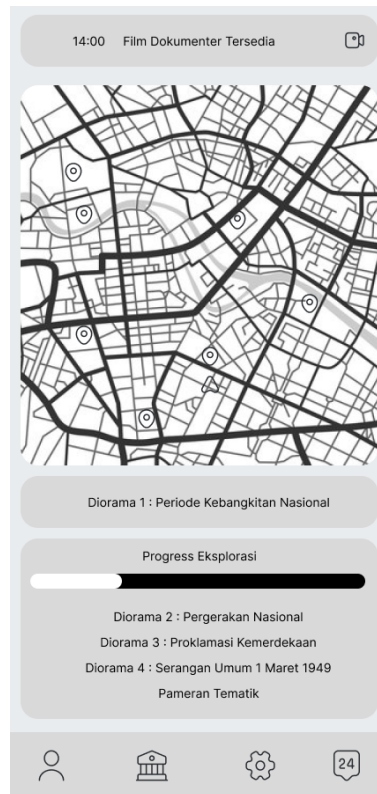 14:00 Film Dokumenter Tersedia
Diorama 1 : Periode Kebangkitan Nasional
Progress Eksplorasi
Diorama 2 : Pergerakan Nasional
Diorama 3 : Proklamasi Kemerdekaan
Diorama 4 : Serangan Umum 1 Maret 1949
Pameran Tematik
24